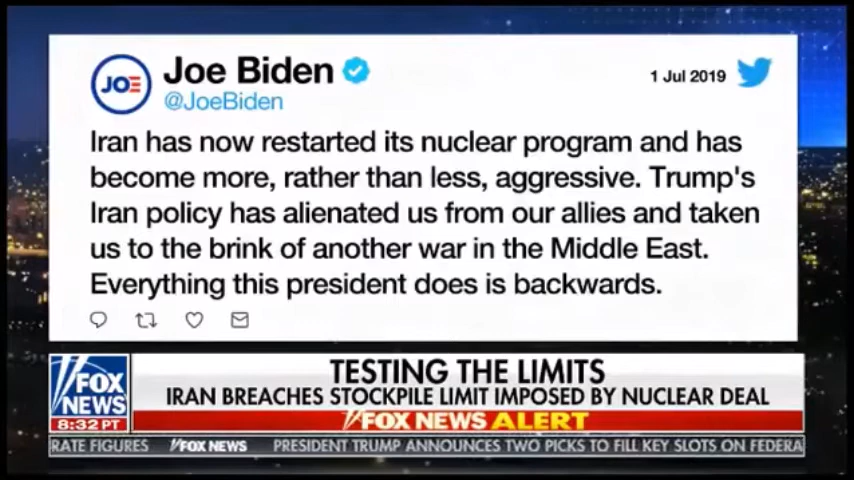 JOE
Joe Biden
@JoeBiden
1 Jul 2019
Iran has now restarted its nuclear program and has
become more, rather than less, aggressive. Trump's
Iran policy has alienated us from our allies and taken
us to the brink of another war in the Middle East.
Everything this president does is backwards.
TESTING THE LIMITS
IRAN BREACHES STOCKPILE LIMIT IMPOSED BY NUCLEAR DEAL
FOX NEWS ALERT
FOX
NEWS
8:32 PT
RATE FIGURES FOX NEWS PRESIDENT TRUMP ANNOUNCES TWO PICKS TO FILL KEY SLOTS ON FEDERA